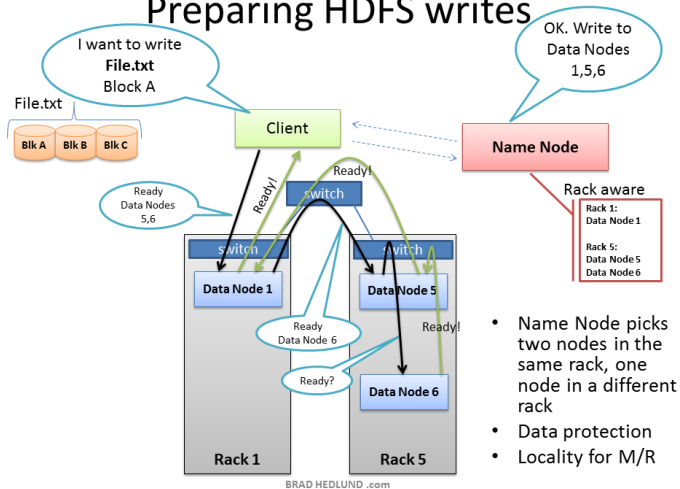 Preparing HDFS writes
I want to write
File.txt
Block A
OK. Write to
Data Nodes
1,5,6
File.txt
Blk A
Blk B
Blk C
Client
Name Node
Ready!
Ready!
switch
Rack aware
Rack 1:
Data Node 1
Rack 5:
Data Node 5
Data Node 6
Ready
Data Nodes
5,6
switch
switch
Data Node 1
Data Node 5
Ready
Data Node 6
Ready!
Ready?
Data Node 6
Rack 1
Rack 5
• Name Node picks
two nodes in the
same rack, one
node in a different
rack
• Data protection
• Locality for M/R
BRAD HEDLUND .com